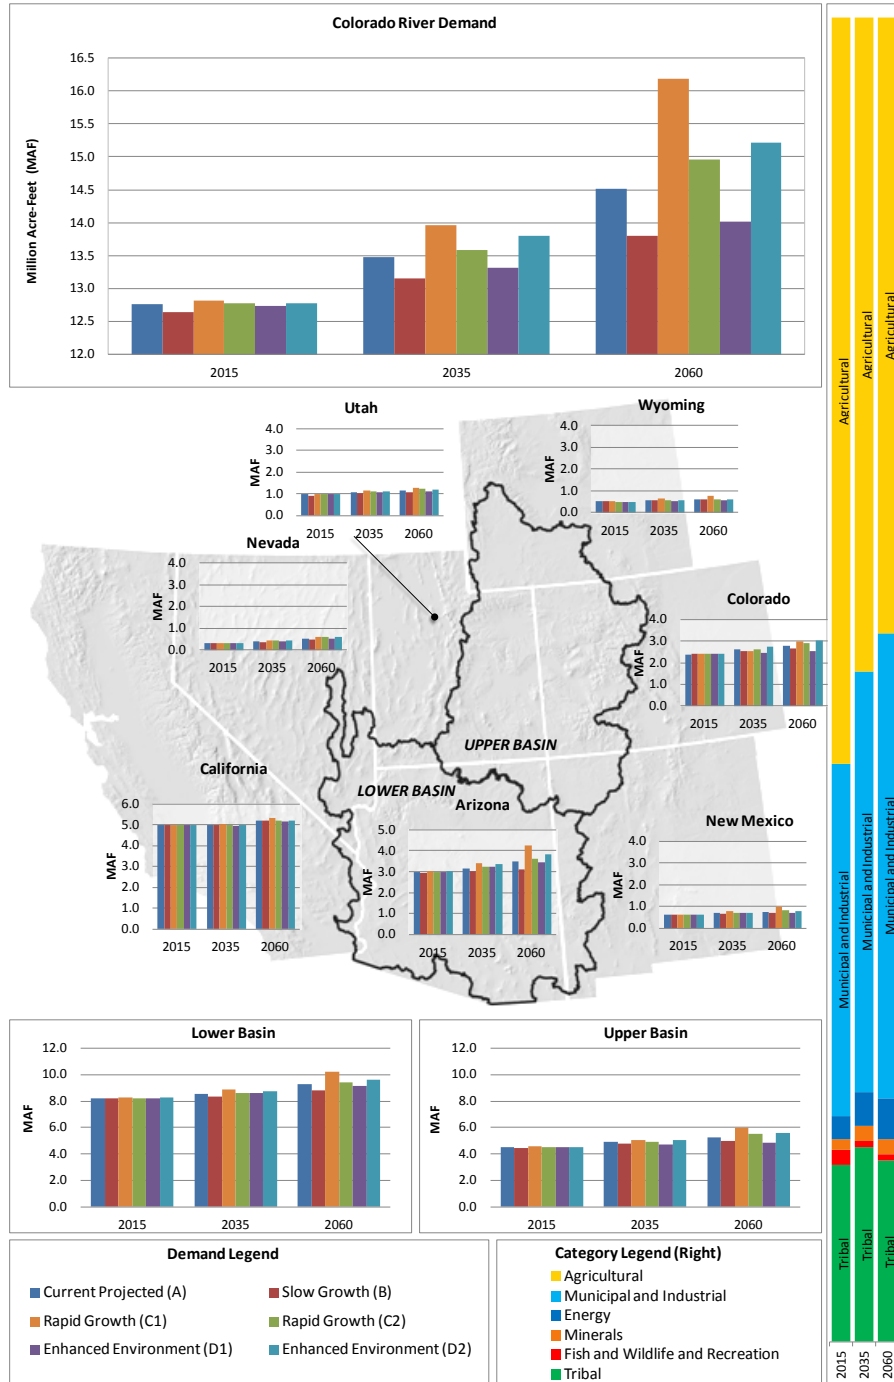 Colorado River Demand
Million Acre-Feet (MAF)
16.5
16.0
15.5
15.0
14.5
14.0
13.5
13.0
12.5
12.0
2015 2035 2060
Utah
MAF
4.0
3.0
2.0
1.0
0.0
2015 2035 2060
Wyoming
MAF
4.0
3.0
2.0
1.0
0.0
2015 2035 2060
Nevada
MAF
4.0
3.0
2.0
1.0
0.0
2015 2035 2060
Colorado
MAF
4.0
3.0
2.0
1.0
0.0
2015 2035 2060
UPPER BASIN
LOWER BASIN
California
MAF
6.0
5.0
4.0
3.0
2.0
1.0
0.0
2015 2035 2060
Arizona
MAF
5.0
4.0
3.0
2.0
1.0
0.0
2015 2035 2060
New Mexico
MAF
4.0
3.0
2.0
1.0
0.0
2015 2035 2060
Lower Basin
MAF
12.0
10.0
8.0
6.0
4.0
2.0
0.0
2015 2035 2060
Upper Basin
MAF
12.0
10.0
8.0
6.0
4.0
2.0
0.0
2015 2035 2060
Demand Legend
Current Projected (A) Slow Growth (B)
Rapid Growth (C1) Rapid Growth (C2)
Enhanced Environment (D1) Enhanced Environment (D2)
Category Legend (Right)
Agricultural
Municipal and Industrial
Energy
Minerals
Fish and Wildlife and Recreation
Tribal
Agricultural
Municipal and Industrial
Tribal
2015
Agricultural
Municipal and Industrial
Tribal
2035
Agricultural
Municipal and Industrial
Tribal
2060